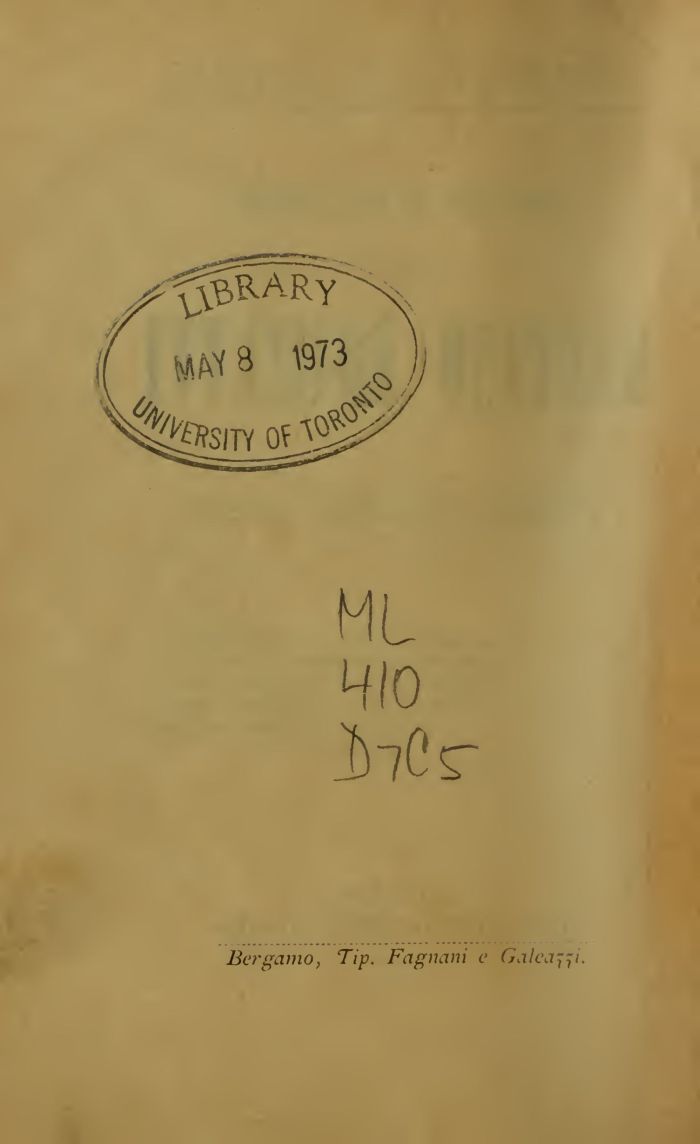 LIBRARY
MAY 8 1973
UNIVERSITY OF TORONTO
ML
410
D7C5
Bergamo, Tip. Fagnani e Galeazzi.